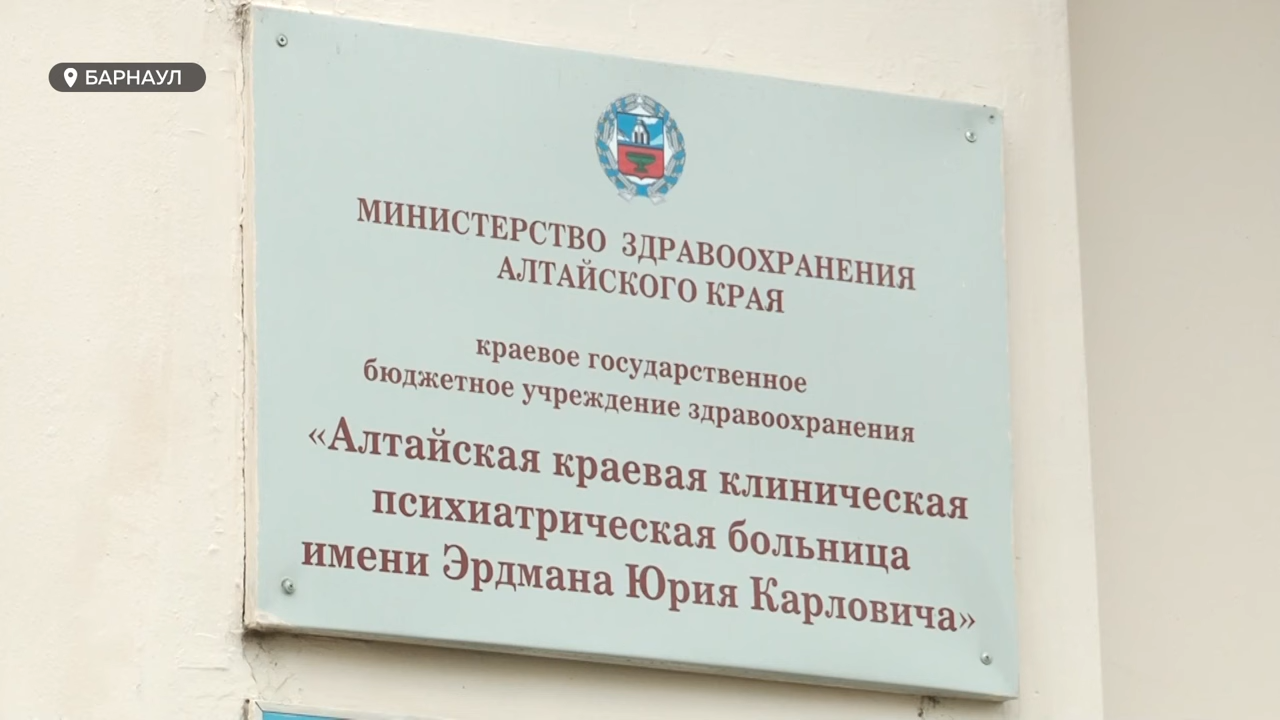 БАРНАУЛ
МИНИСТЕРСТВО ЗДРАВООХРАНЕНИЯ
АЛТАЙСКОГО КРАЯ
краевое государственное
бюджетное учреждение здравоохранения
«Алтайская краевая клиническая
психиатрическая больница
имени Эрдмана Юрия Карловича»